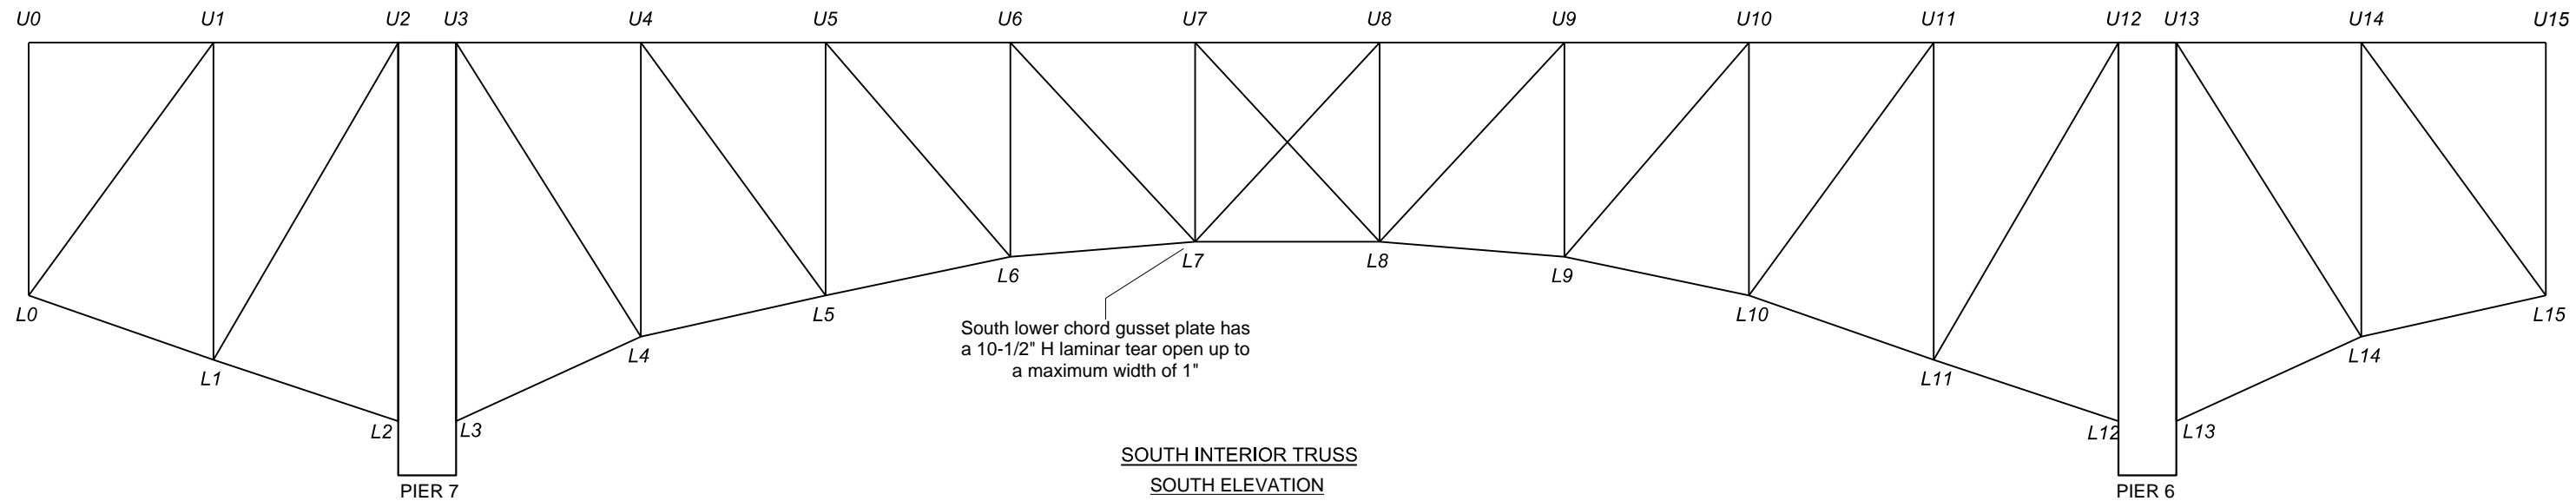 U0 U1 U2 U3 U4 U5 U6 U7 U8 U9 U10 U11 U12 U13 U14 U15
L7 L8
L6 L9
L0 L5 L10 L15
South lower chord gusset plate has
a 10-1/2" H laminar tear open up to
a maximum width of 1"
L4 L14
L1 L11
L2 L3 L12 L13
SOUTH INTERIOR TRUSS
SOUTH ELEVATION
PIER 7 PIER 6